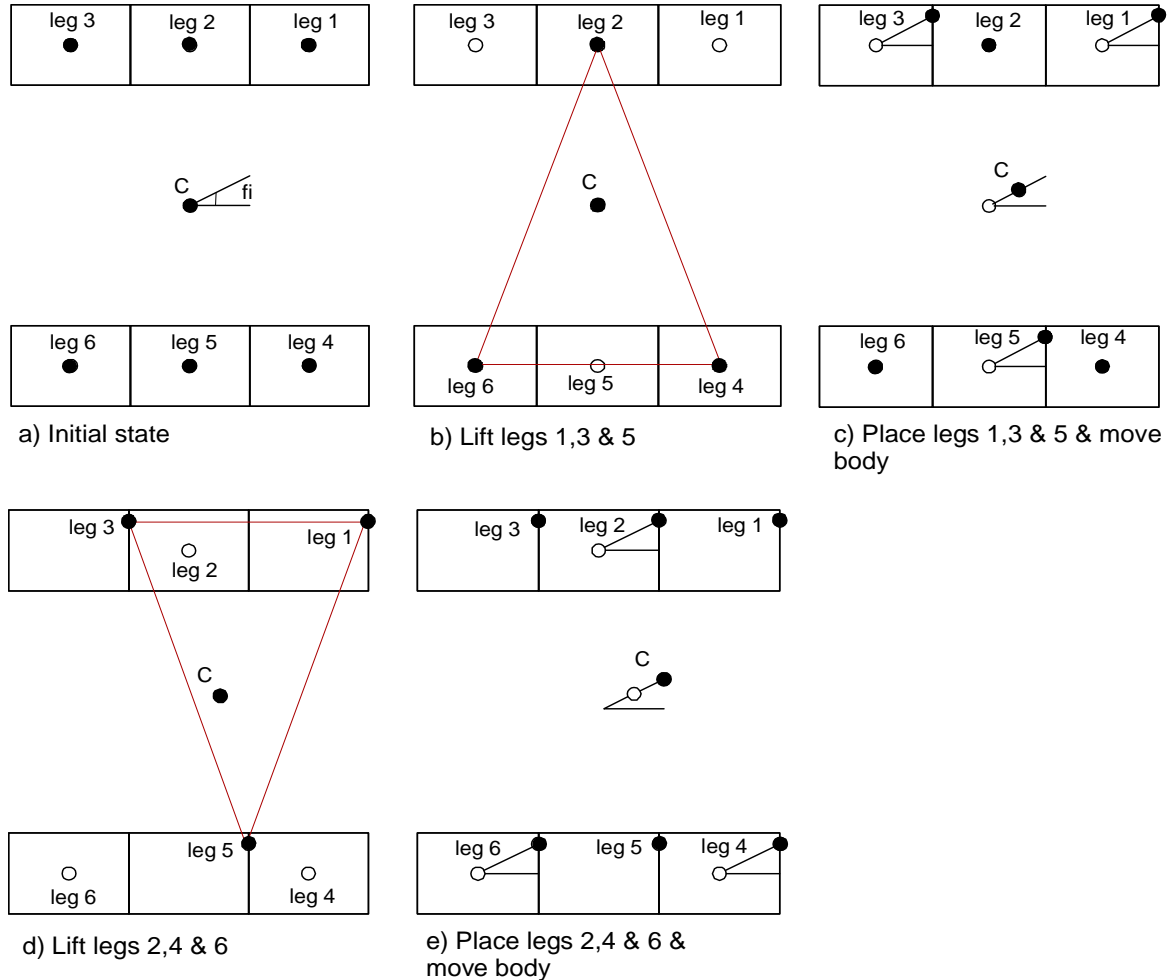 leg 3 leg 2 leg 1
C fi
leg 6 leg 5 leg 4
a) Initial state
leg 3 leg 2 leg 1
C
leg 6 leg 5 leg 4
b) Lift legs 1,3 & 5
leg 3 leg 2 leg 1
C
leg 6 leg 5 leg 4
c) Place legs 1,3 & 5 & move
body
leg 3 leg 2 leg 1
C
leg 6 leg 5 leg 4
d) Lift legs 2,4 & 6
leg 3 leg 2 leg 1
C
leg 6 leg 5 leg 4
e) Place legs 2,4 & 6 &
move body